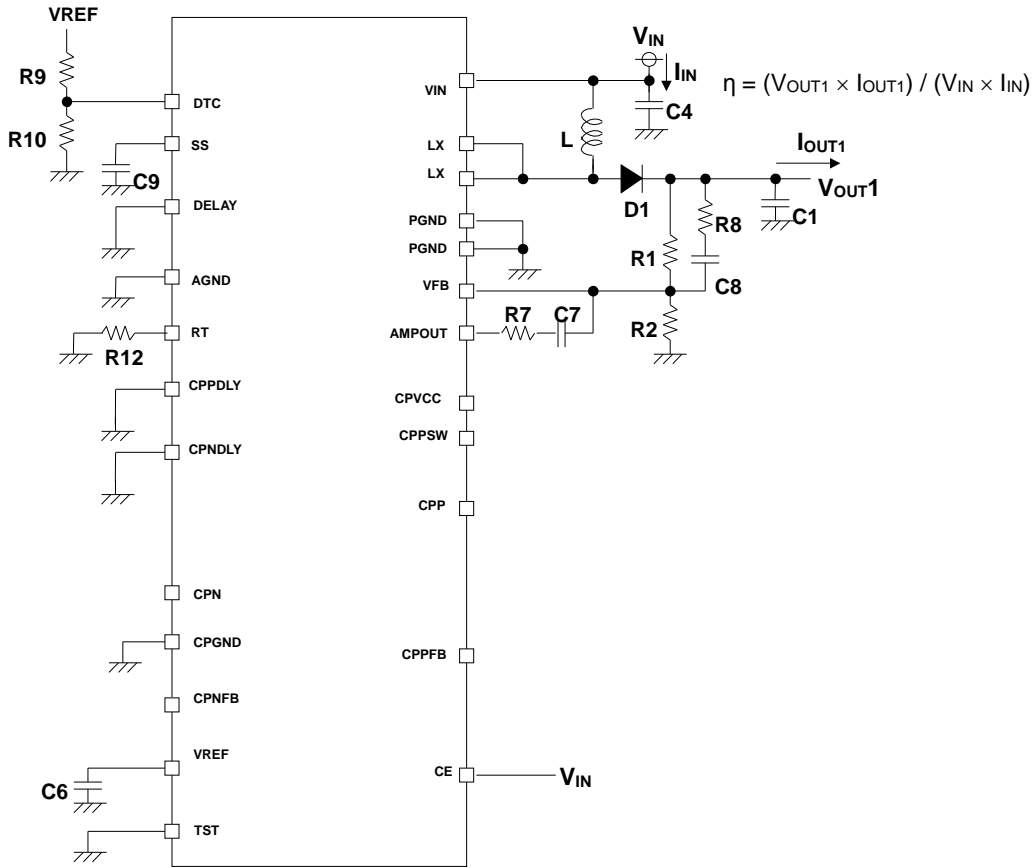 VREF
R9
R10
DTC
SS
C9
DELAY
AGND
RT
R12
CPPDLY
CPNDLY
CPN
CPGND
CPNFB
VREF
C6
TST
VIN
LX
LX
PGND
PGND
VFB
AMPOUT
CPVCC
CPPSW
CPP
CPPFB
CE
VIN
VIN
IIN
C4
L
η = (VOUT1 × IOUT1) / (VIN × IIN)
IOUT1
VOUT1
D1
C1
R8
R1
C8
R7
C7
R2